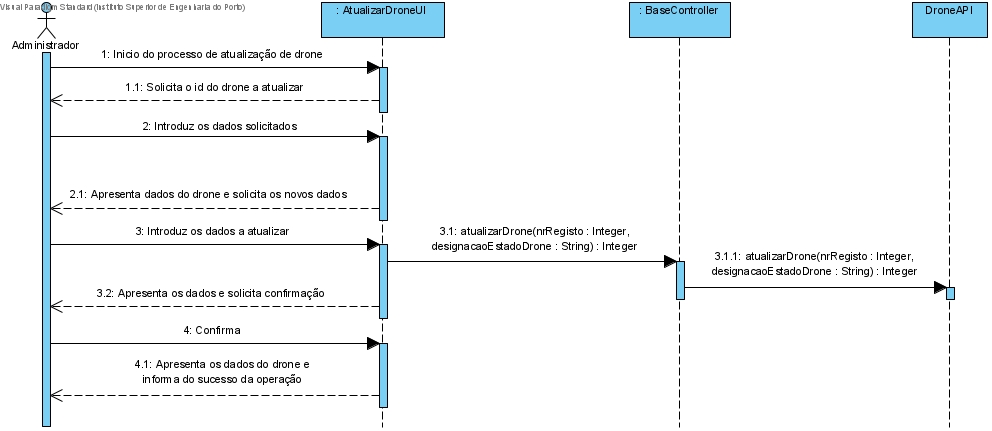 Visual Paradigm Standard (Instituto Superior de Engenharia do Porto)
: AtualizarDroneUI
: BaseController
DroneAPI
Administrador
1: Inicio do processo de atualização de drone
1.1: Solicita o id do drone a atualizar
2: Introduz os dados solicitados
2.1: Apresenta dados do drone e solicita os novos dados
3: Introduz os dados a atualizar
3.1: atualizarDrone(nrRegisto : Integer,
designacaoEstadoDrone : String) : Integer
3.1.1: atualizarDrone(nrRegisto : Integer,
designacaoEstadoDrone : String) : Integer
3.2: Apresenta os dados e solicita confirmação
4: Confirma
4.1: Apresenta os dados do drone e
informa do sucesso da operação